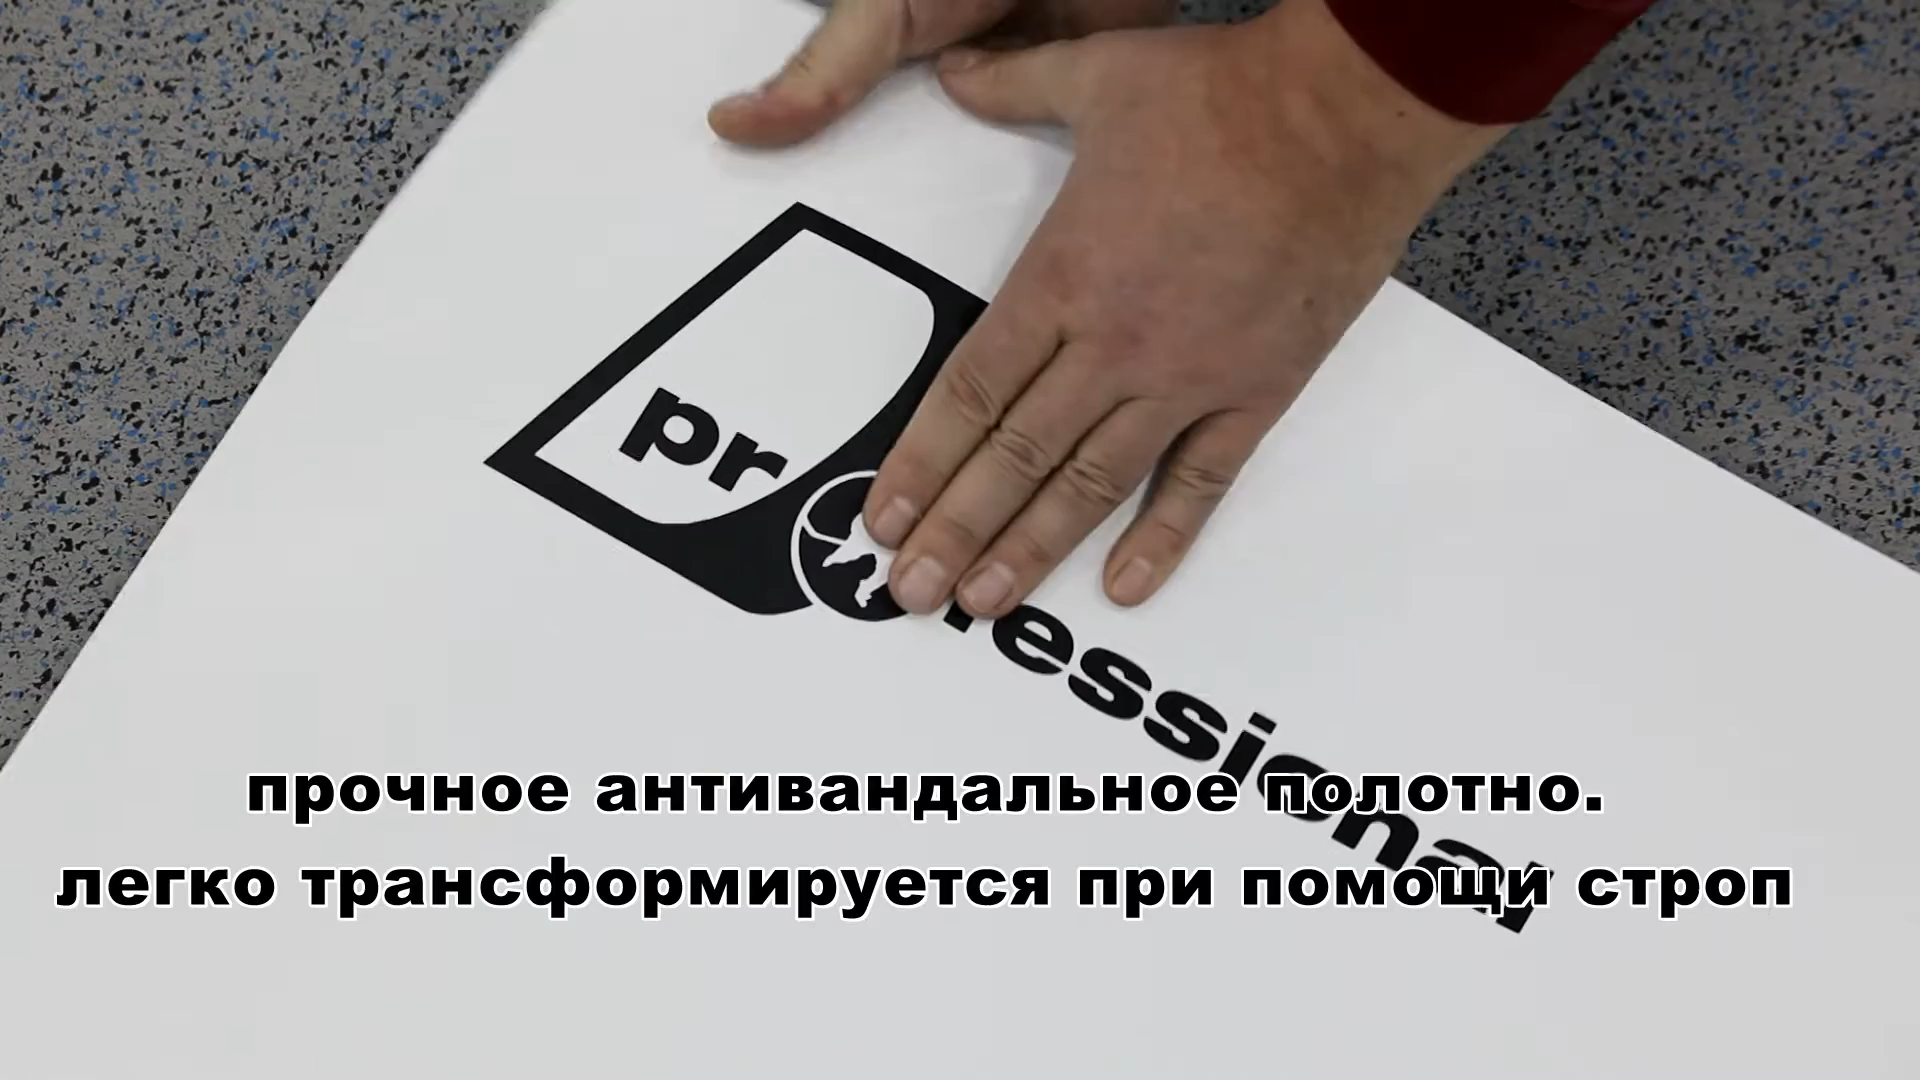 pr essional
прочное антивандальное полотно.
легко трансформируется при помощи строп